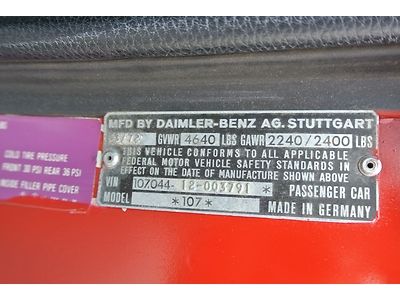 MFD BY DAIMLER-BENZ AG. STUTTGART
GVWR 4640 LBS GAWR 2240/2400 LBS
THIS VEHICLE CONFORMS TO ALL APPLICABLE
FEDERAL MOTOR VEHICLE SAFETY STANDARDS IN
EFFECT ON THE DATE OF MANUFACTURE SHOWN ABOVE
VIN 107044-12-003791 * PASSENGER CAR
MODEL *107* MADE IN GERMANY
COLD TIRE PRESSURE
FRONT 30 PSI REAR 36 PSI
INSIDE FILLER PIPE COVER